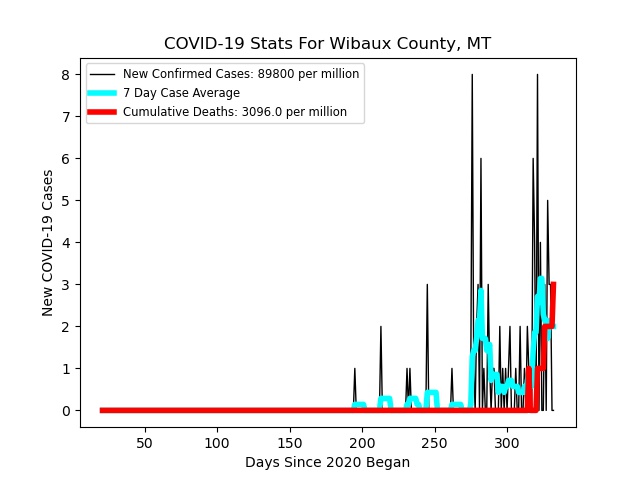 COVID-19 Stats For Wibaux County, MT
New Confirmed Cases: 89800 per million
7 Day Case Average
Cumulative Deaths: 3096.0 per million
New COVID-19 Cases
8
7
6
5
4
3
2
1
0
50 100 150 200 250 300
Days Since 2020 Began